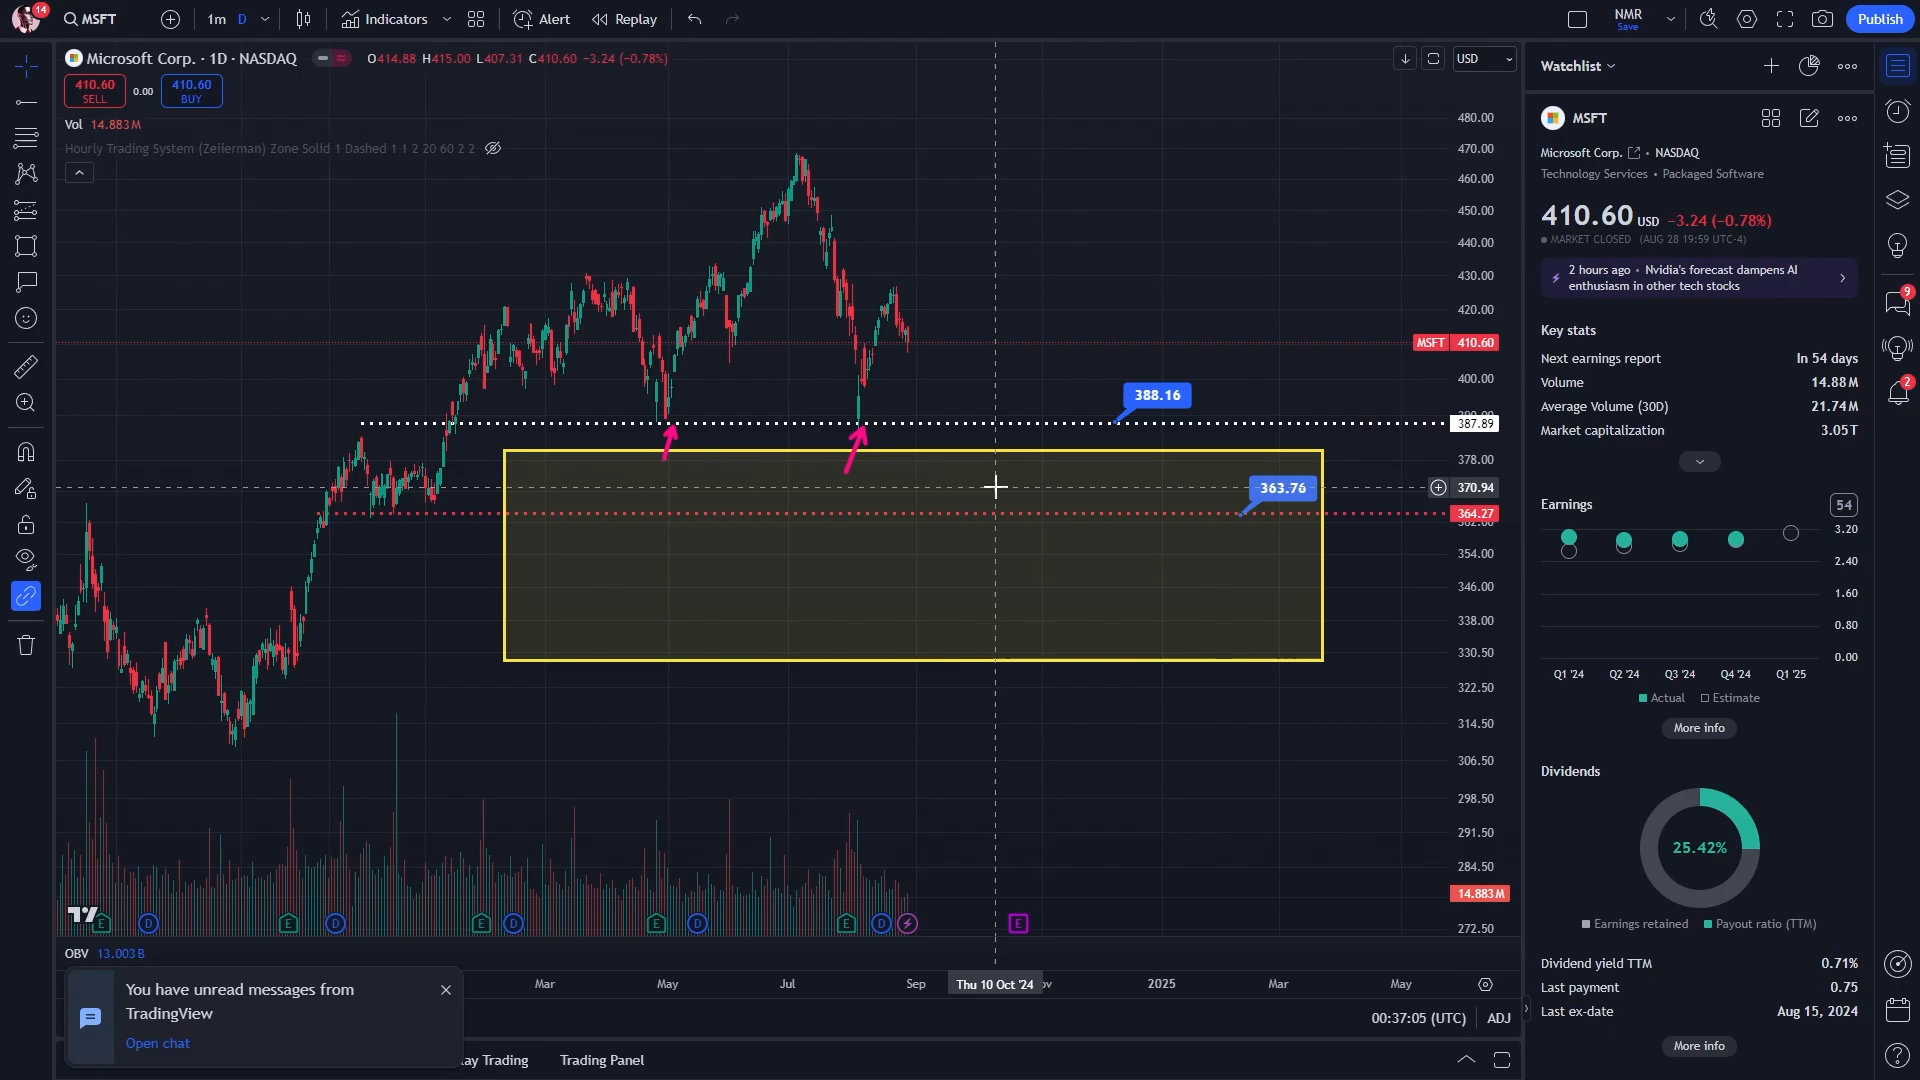 14
MSFT
1m
D
Indicators
Alert
Replay
NMR
Save
Publish
Microsoft Corp. · 1D · NASDAQ
O414.88 H415.00 L407.31 C410.60 −3.24 (−0.78%)
USD
410.60
SELL
0.00
410.60
BUY
Vol 14.883M
Hourly Trading System (Zeiierman) Zone Solid 1 Dashed 1 1 2 20 60 2 2
480.00
470.00
460.00
450.00
440.00
430.00
420.00
MSFT 410.60
400.00
388.16
387.89
378.00
363.76
370.94
364.27
354.00
346.00
338.00
330.50
322.50
314.50
306.50
298.50
291.50
284.50
14.883M
272.50
E
D
E
D
E
D
E
D
E
D
E
OBV 13.003B
Mar
May
Jul
Sep
Thu 10 Oct '24
2025
Mar
May
00:37:05 (UTC)
ADJ
You have unread messages from
TradingView
Open chat
lay Trading
Trading Panel
Watchlist
MSFT
Microsoft Corp. • NASDAQ
Technology Services • Packaged Software
410.60 USD −3.24 (−0.78%)
MARKET CLOSED (AUG 28 19:59 UTC-4)
2 hours ago • Nvidia's forecast dampens AI
enthusiasm in other tech stocks
Key stats
Next earnings report In 54 days
Volume 14.88M
Average Volume (30D) 21.74M
Market capitalization 3.05T
Earnings
54
3.20
2.40
1.60
0.80
0.00
Q1 '24 Q2 '24 Q3 '24 Q4 '24 Q1 '25
Actual Estimate
More info
Dividends
25.42%
Earnings retained Payout ratio (TTM)
Dividend yield TTM 0.71%
Last payment 0.75
Last ex-date Aug 15, 2024
More info
9
2